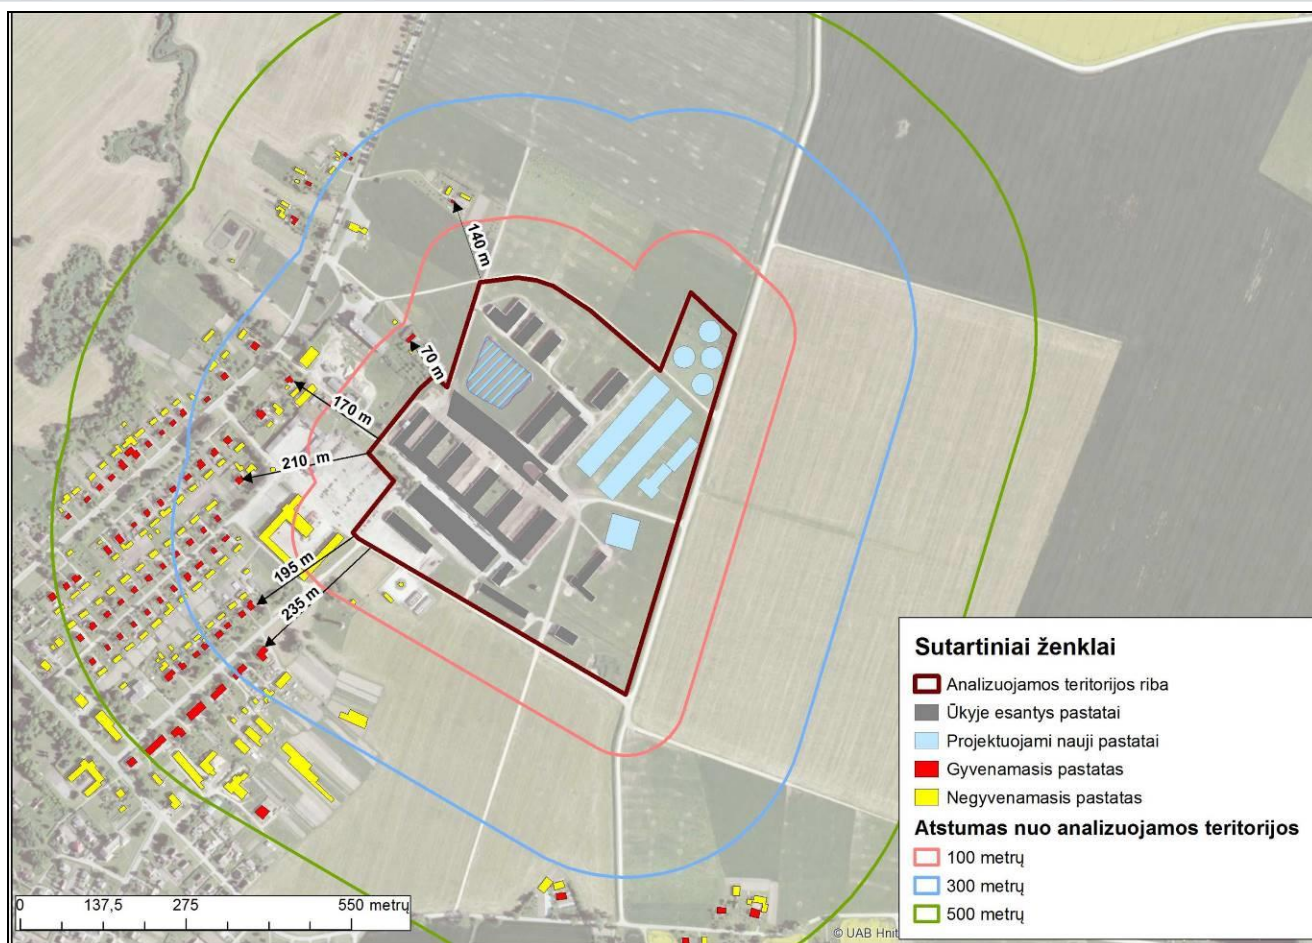 140 m
70 m
170 m
210 m
195 m
235 m
Sutartiniai ženklai
Analizuojamos teritorijos riba
Ūkyje esantys pastatai
Projektuojami nauji pastatai
Gyvenamasis pastatas
Negyvenamasis pastatas
Atstumas nuo analizuojamos teritorijos
100 metrų
300 metrų
500 metrų
0 137,5 275 550 metrų
© UAB Hnit